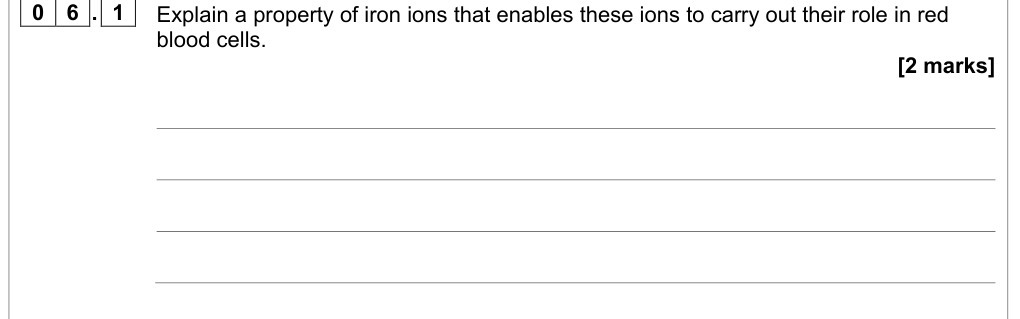 0 6 . 1 Explain a property of iron ions that enables these ions to carry out their role in red
blood cells.
[2 marks]